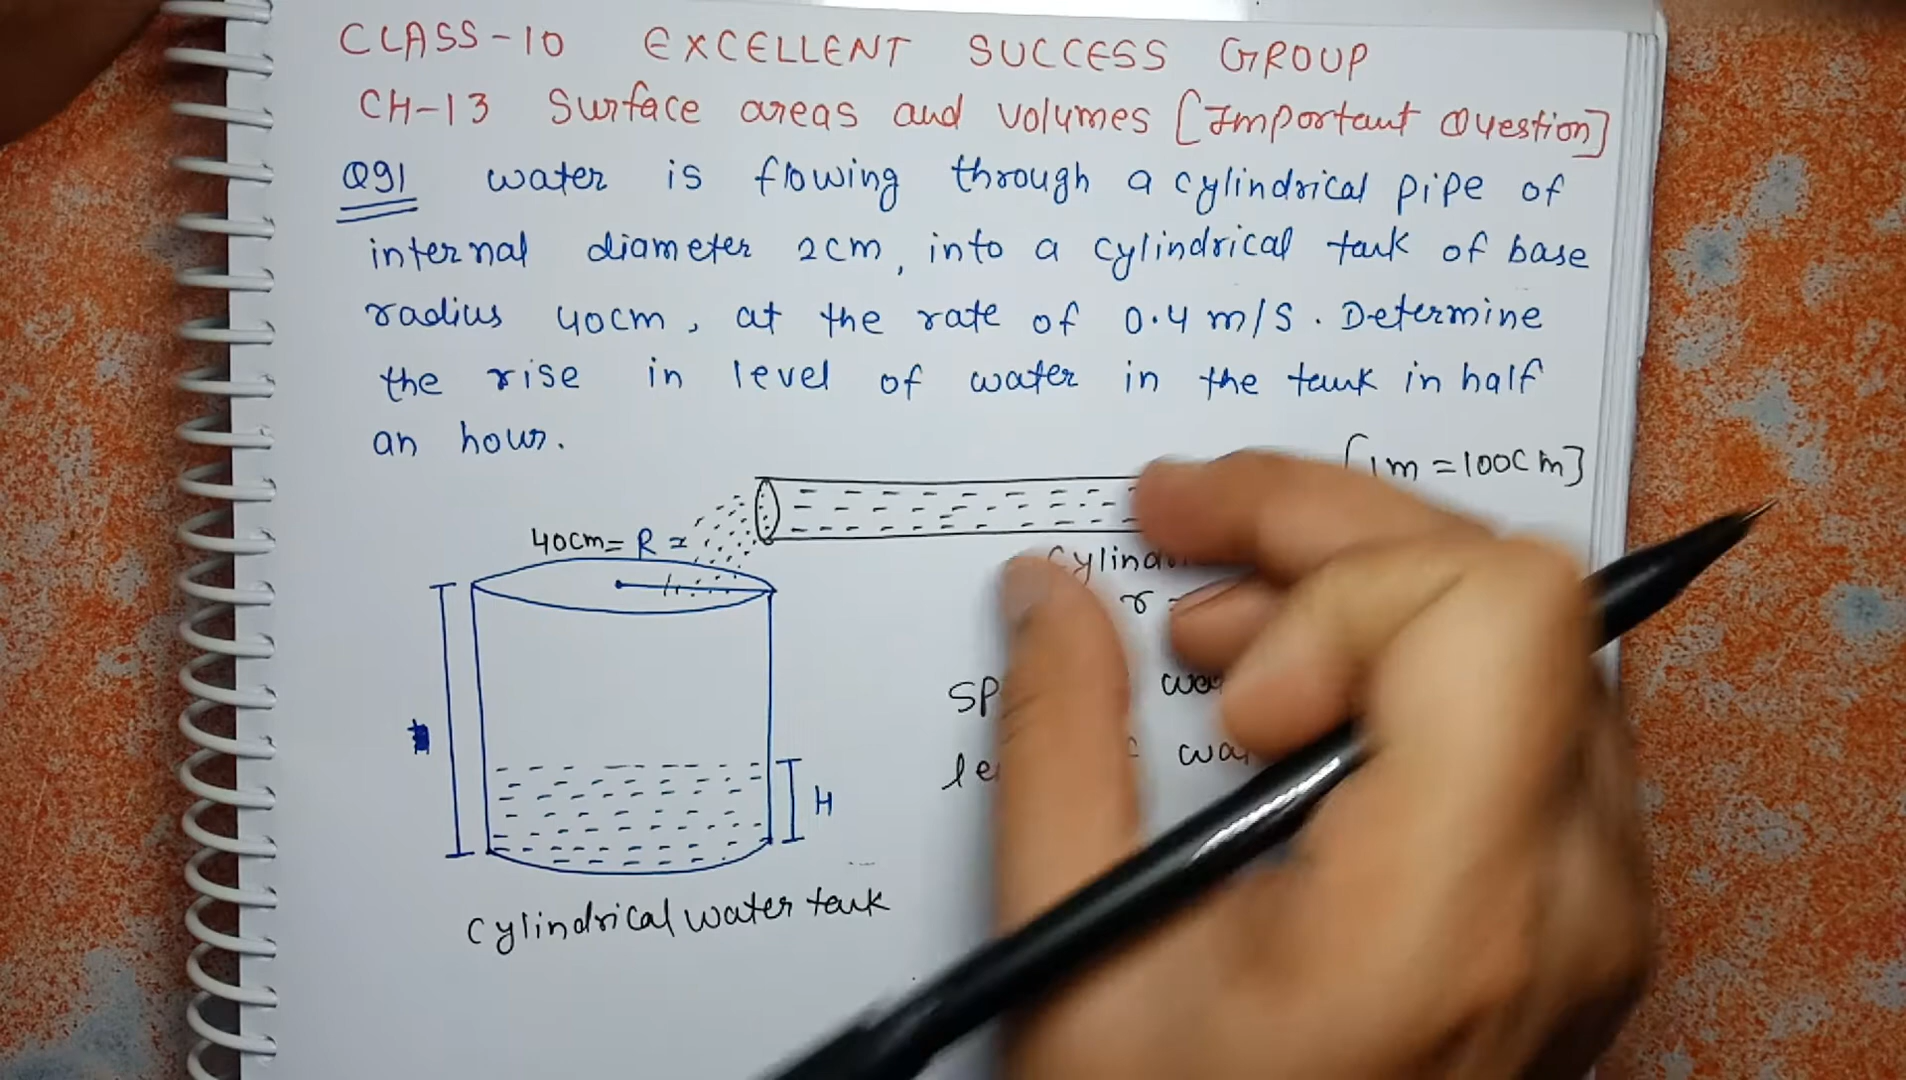 CLASS-10 EXCELLENT SUCCESS GROUP
CH-13 Surface areas and volumes [Important Question]
Q91 water is flowing through a cylindrical pipe of
internal diameter 2cm, into a cylindrical tank of base
radius 40cm, at the rate of 0.4 m/s. Determine
the rise in level of water in the tank in half
an hour.
[1m = 100cm]
40cm = R =
r
H
cylindrical water tank